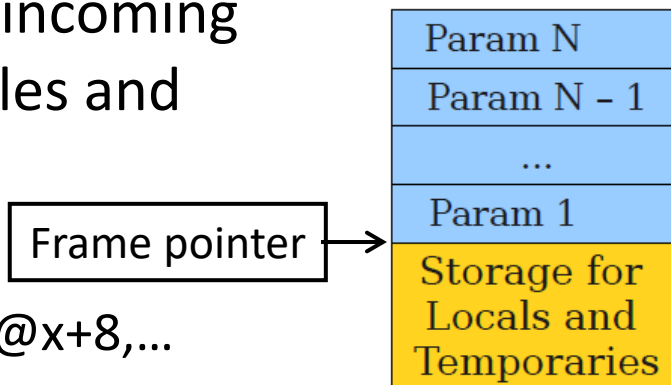 incoming
les and
Frame pointer
@x+8,...
Param N
Param N – 1
...
Param 1
Storage for
Locals and
Temporaries